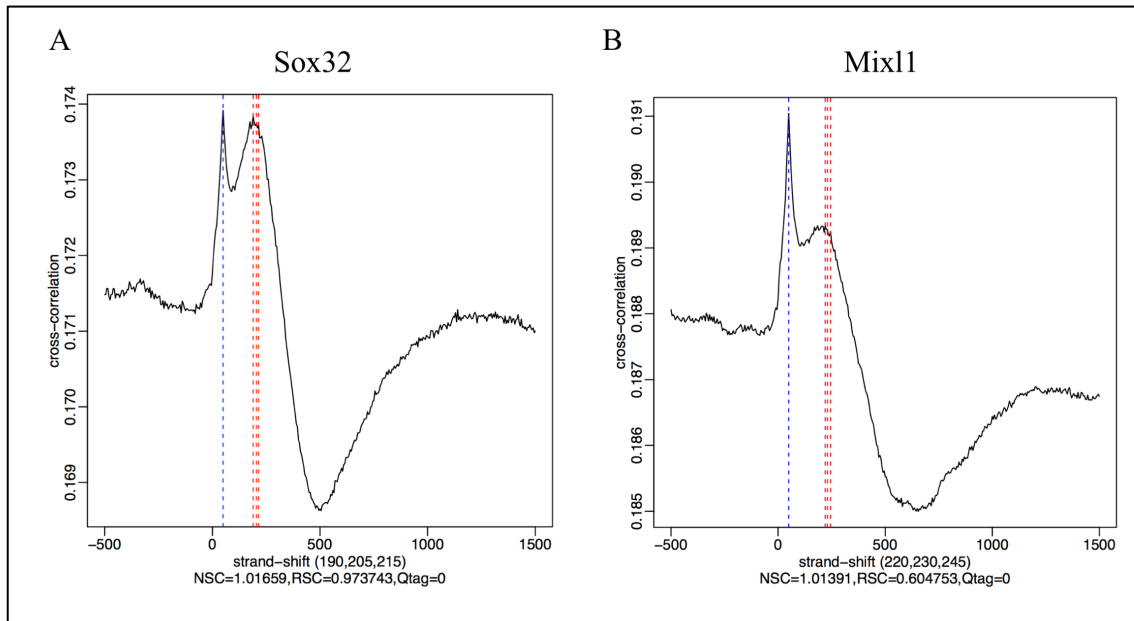 A
Sox32
cross-correlation
0.169 0.170 0.171 0.172 0.173 0.174
−500 0 500 1000 1500
strand−shift (190,205,215)
NSC=1.01659,RSC=0.973743,Qtag=0
B
Mixl1
cross−correlation
0.185 0.186 0.187 0.188 0.189 0.190 0.191
−500 0 500 1000 1500
strand−shift (220,230,245)
NSC=1.01391,RSC=0.604753,Qtag=0